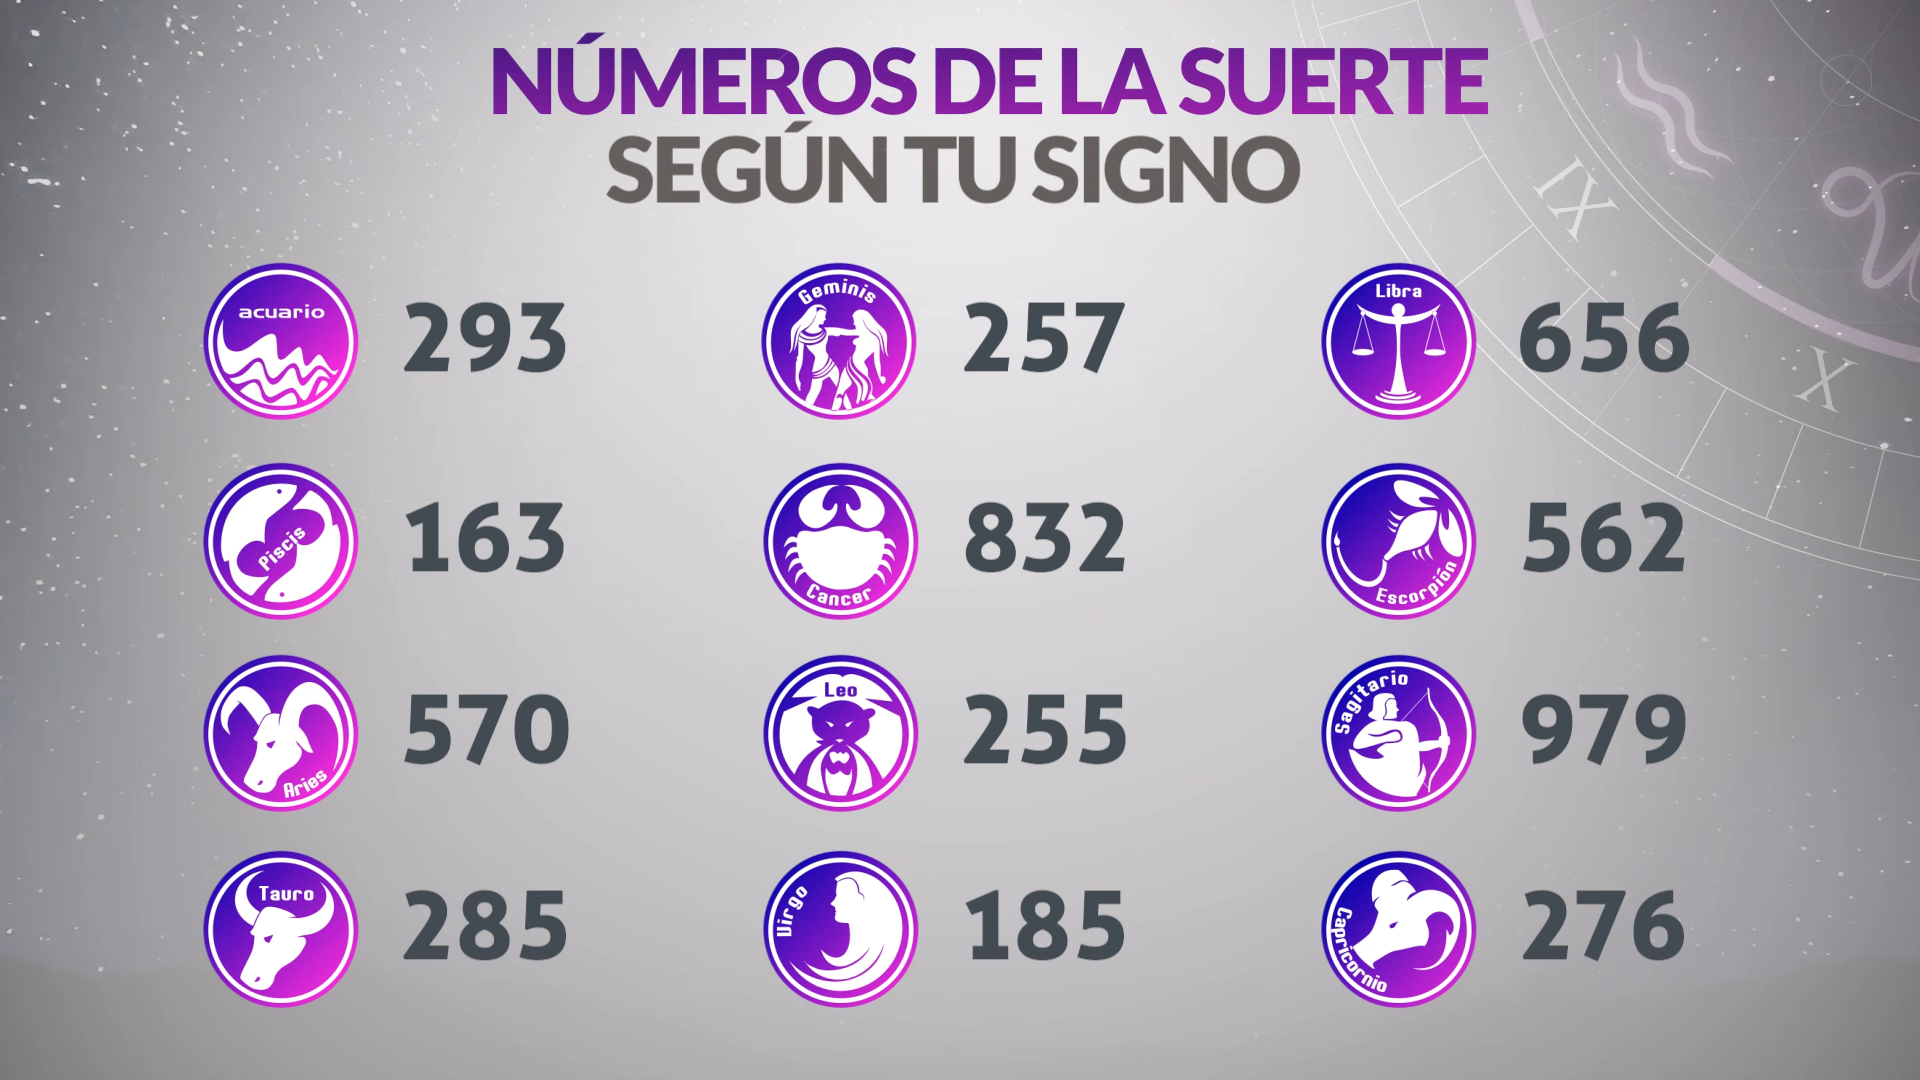 NÚMEROS DE LA SUERTE
SEGÚN TU SIGNO
acuario 293
Geminis 257
Libra 656
Piscis 163
Cancer 832
Escorpión 562
Aries 570
Leo 255
Sagitario 979
Tauro 285
Virgo 185
Capricornio 276
IX
X